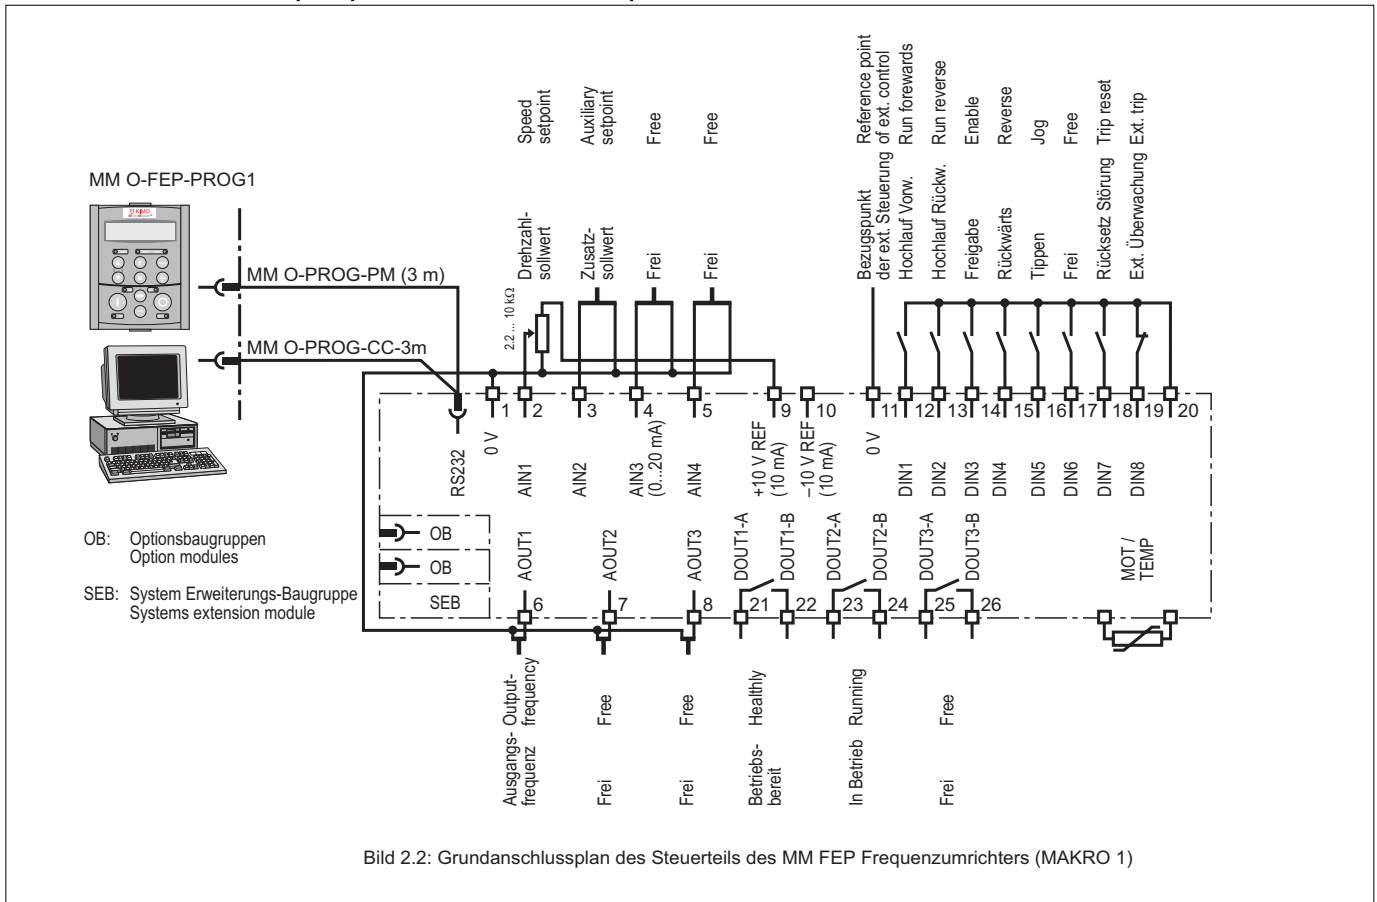 MM O-FEP-PROG1
KIMO
MM O-PROG-PM (3 m)
MM O-PROG-CC-3m
OB: Optionsbaugruppen
Option modules
SEB: System Erweiterungs-Baugruppe
Systems extension module
Speed
setpoint
Auxiliary
setpoint
Free
Free
Reference point
of ext. control
Run forewards
Run reverse
Enable
Reverse
Jog
Free
Trip reset
Ext. trip
Drehzahl-
sollwert
Zusatz-
sollwert
Frei
Frei
Bezugspunkt
der ext. Steuerung
Hochlauf Vorw.
Hochlauf Rückw.
Freigabe
Rückwärts
Tippen
Frei
Rücksetz Störung
Ext. Überwachung
2.2 ... 10 kΩ
1
2
3
4
5
9
10
11
12
13
14
15
16
17
18
19
20
RS232
0 V
AIN1
AIN2
AIN3
(0...20 mA)
AIN4
+10 V REF
(10 mA)
–10 V REF
(10 mA)
0 V
DIN1
DIN2
DIN3
DIN4
DIN5
DIN6
DIN7
DIN8
OB
OB
SEB
AOUT1
AOUT2
AOUT3
DOUT1-A
DOUT1-B
DOUT2-A
DOUT2-B
DOUT3-A
DOUT3-B
MOT /
TEMP
6
7
8
21
22
23
24
25
26
Output-
frequency
Free
Free
Healthly
Running
Free
Ausgangs-
frequenz
Frei
Frei
Betriebs-
bereit
In Betrieb
Frei
Bild 2.2: Grundanschlussplan des Steuerteils des MM FEP Frequenzumrichters (MAKRO 1)